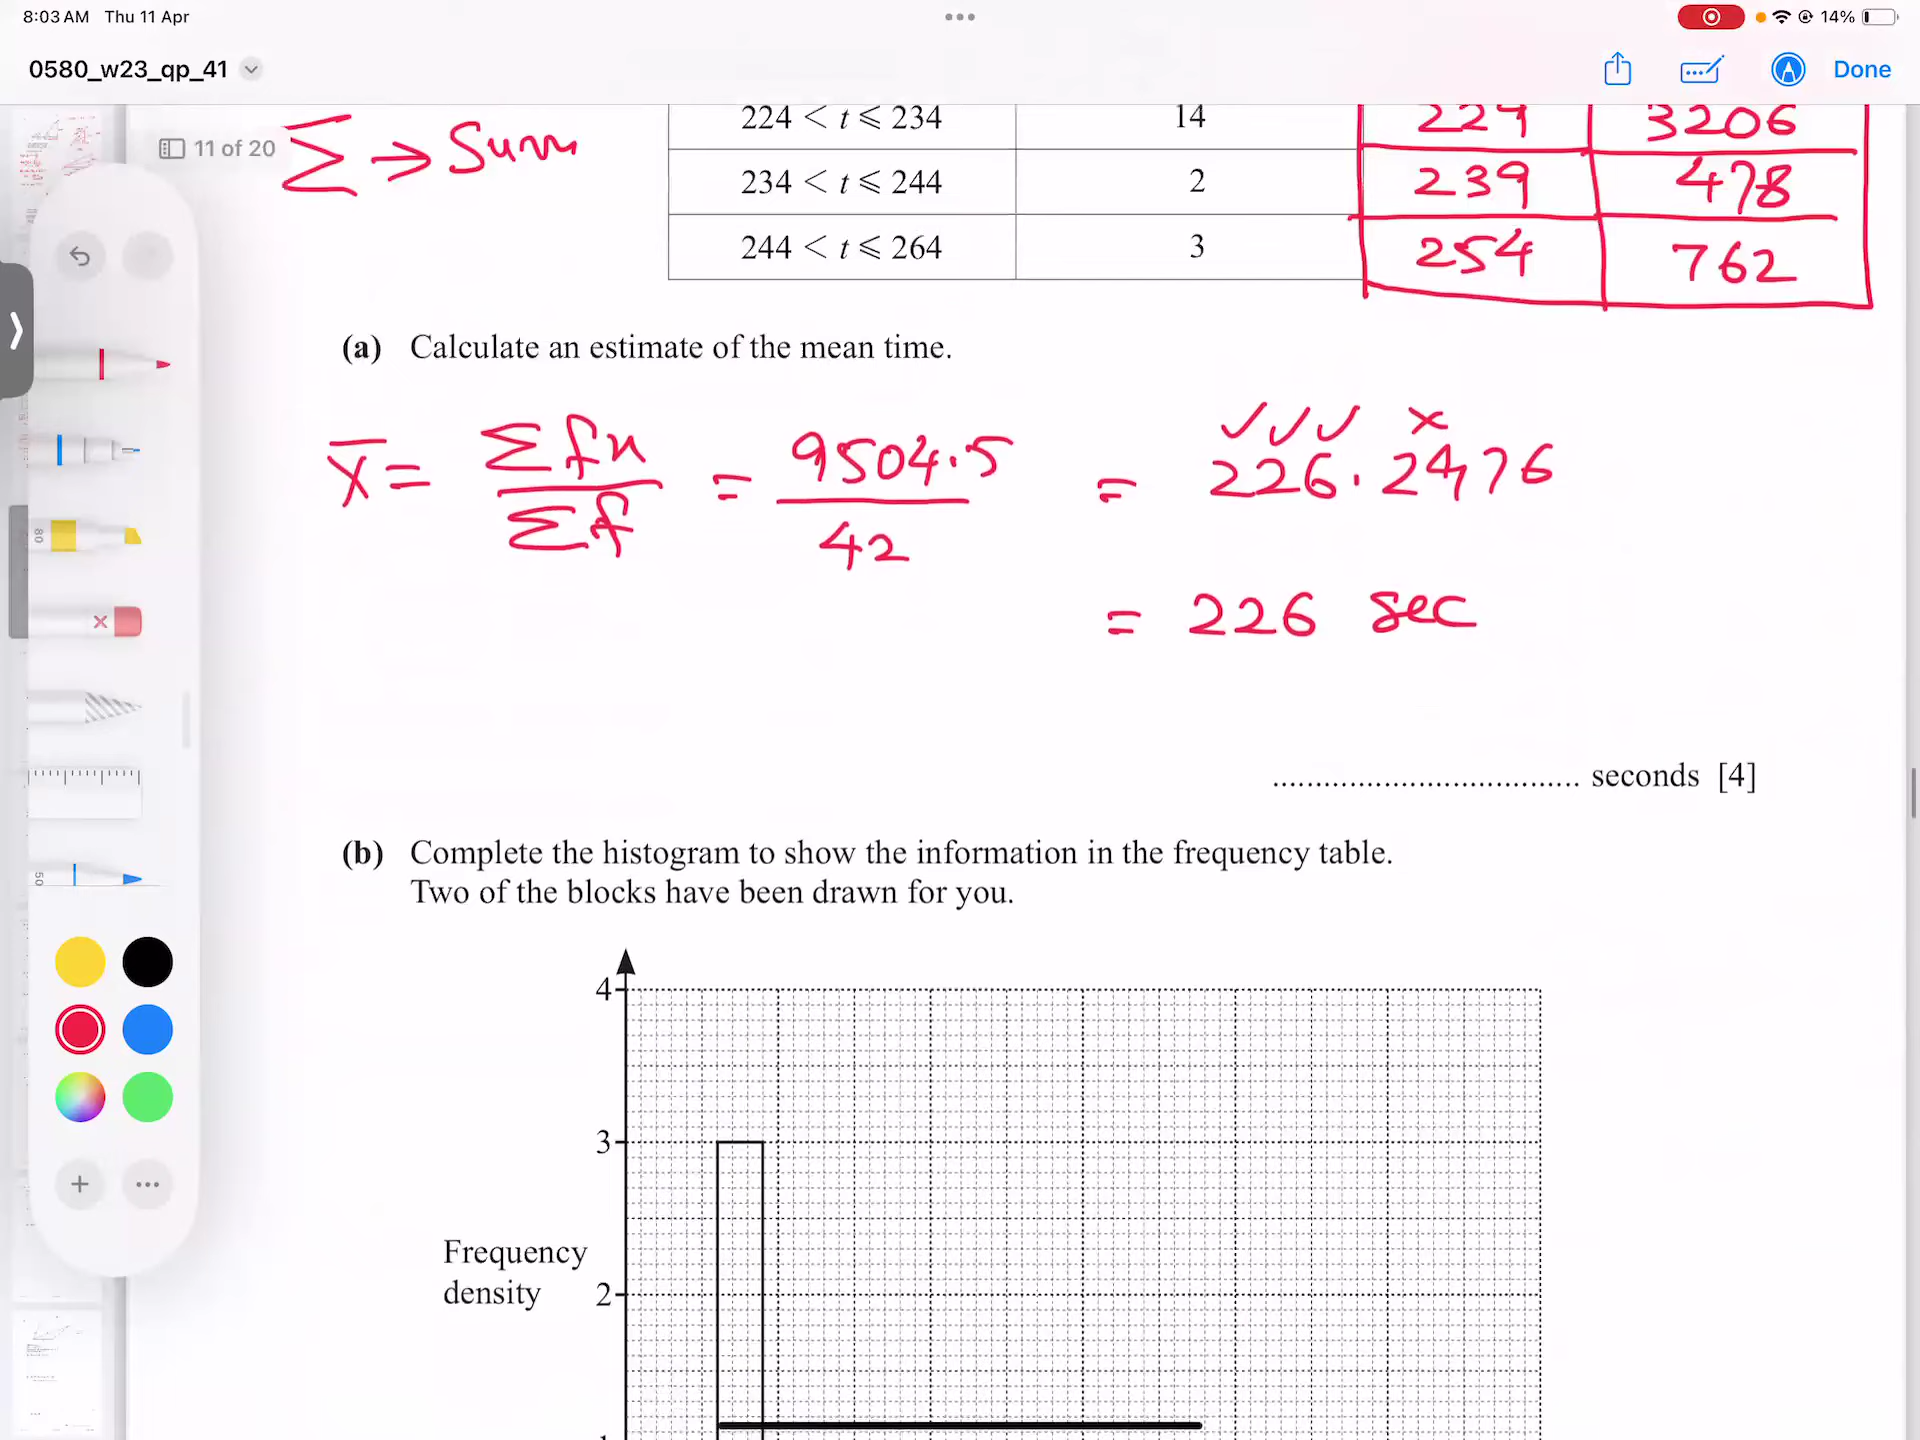 8:03 AM Thu 11 Apr
14%
0580_w23_qp_41
Done
11 of 20
Σ → Sum
224 < t ⩽ 234 14 229 3206
234 < t ⩽ 244 2 239 478
244 < t ⩽ 264 3 254 762
(a) Calculate an estimate of the mean time.
x̄ = Σfx / Σf = 9504.5 / 42 = 226.2476
✓✓✓ ×
= 226 sec
.................................... seconds [4]
(b) Complete the histogram to show the information in the frequency table.
Two of the blocks have been drawn for you.
4
3
Frequency
density
2
80
50